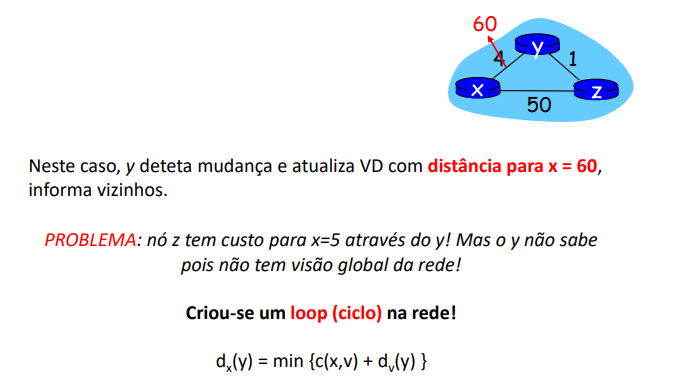 60
y
4
1
x
z
50
Neste caso, y deteta mudança e atualiza VD com distância para x = 60,
informa vizinhos.
PROBLEMA: nó z tem custo para x=5 através do y! Mas o y não sabe
pois não tem visão global da rede!
Criou-se um loop (ciclo) na rede!
dₓ(y) = min {c(x,v) + dᵥ(y) }